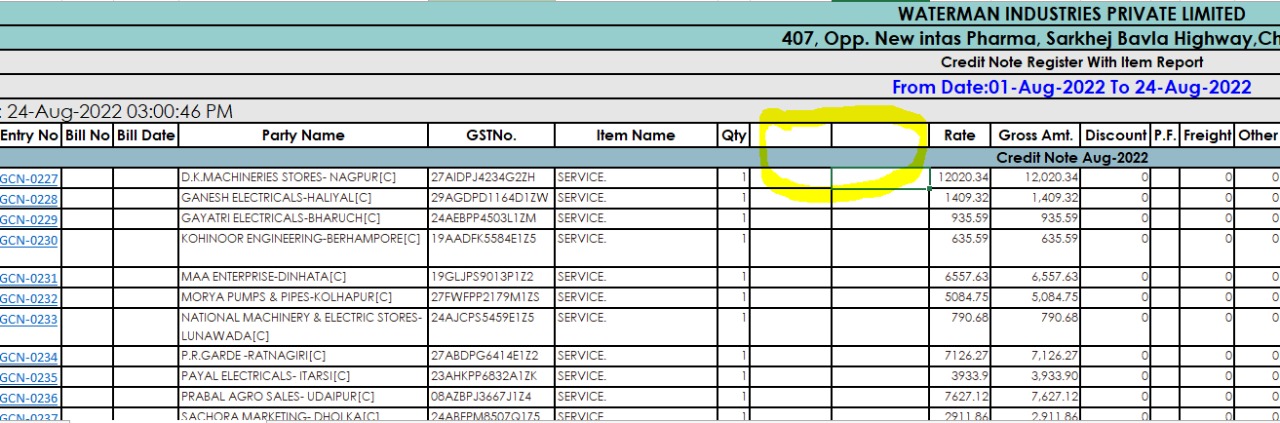 WATERMAN INDUSTRIES PRIVATE LIMITED
407, Opp. New intas Pharma, Sarkhej Bavla Highway,Ch
Credit Note Register With Item Report
From Date:01-Aug-2022 To 24-Aug-2022
: 24-Aug-2022 03:00:46 PM
Entry No Bill No Bill Date Party Name GSTNo. Item Name Qty Rate Gross Amt. Discount P.F. Freight Other
Credit Note Aug-2022
GCN-0227 D.K.MACHINERIES STORES- NAGPUR[C] 27AIDPJ4234G2ZH SERVICE. 1 12020.34 12,020.34 0 0 0
GCN-0228 GANESH ELECTRICALS-HALIYAL[C] 29AGDPD1164D1ZW SERVICE. 1 1409.32 1,409.32 0 0 0
GCN-0229 GAYATRI ELECTRICALS-BHARUCH[C] 24AEBPP4503L1ZM SERVICE. 1 935.59 935.59 0 0 0
GCN-0230 KOHINOOR ENGINEERING-BERHAMPORE[C] 19AADFK5584E1Z5 SERVICE. 1 635.59 635.59 0 0 0
GCN-0231 MAA ENTERPRISE-DINHATA[C] 19GLJPS9013P1Z2 SERVICE. 1 6557.63 6,557.63 0 0 0
GCN-0232 MORYA PUMPS & PIPES-KOLHAPUR[C] 27FWFPP2179M1ZS SERVICE. 1 5084.75 5,084.75 0 0 0
GCN-0233 NATIONAL MACHINERY & ELECTRIC STORES- 24AJCPS5459E1Z5 SERVICE. 1 790.68 790.68 0 0 0
LUNAWADA[C]
GCN-0234 P.R.GARDE -RATNAGIRI[C] 27ABDPG6414E1Z2 SERVICE. 1 7126.27 7,126.27 0 0 0
GCN-0235 PAYAL ELECTRICALS- ITARSI[C] 23AHKPP6832A1ZK SERVICE. 1 3933.9 3,933.90 0 0 0
GCN-0236 PRABAL AGRO SALES- UDAIPUR[C] 08AZBPJ3667J1Z4 SERVICE. 1 7627.12 7,627.12 0 0 0
GCN-0237 SACHORA MARKETING- DHOLKA[C] 24ABFPM8507Q1Z5 SERVICE. 1 2911.86 2,911.86 0 0 0